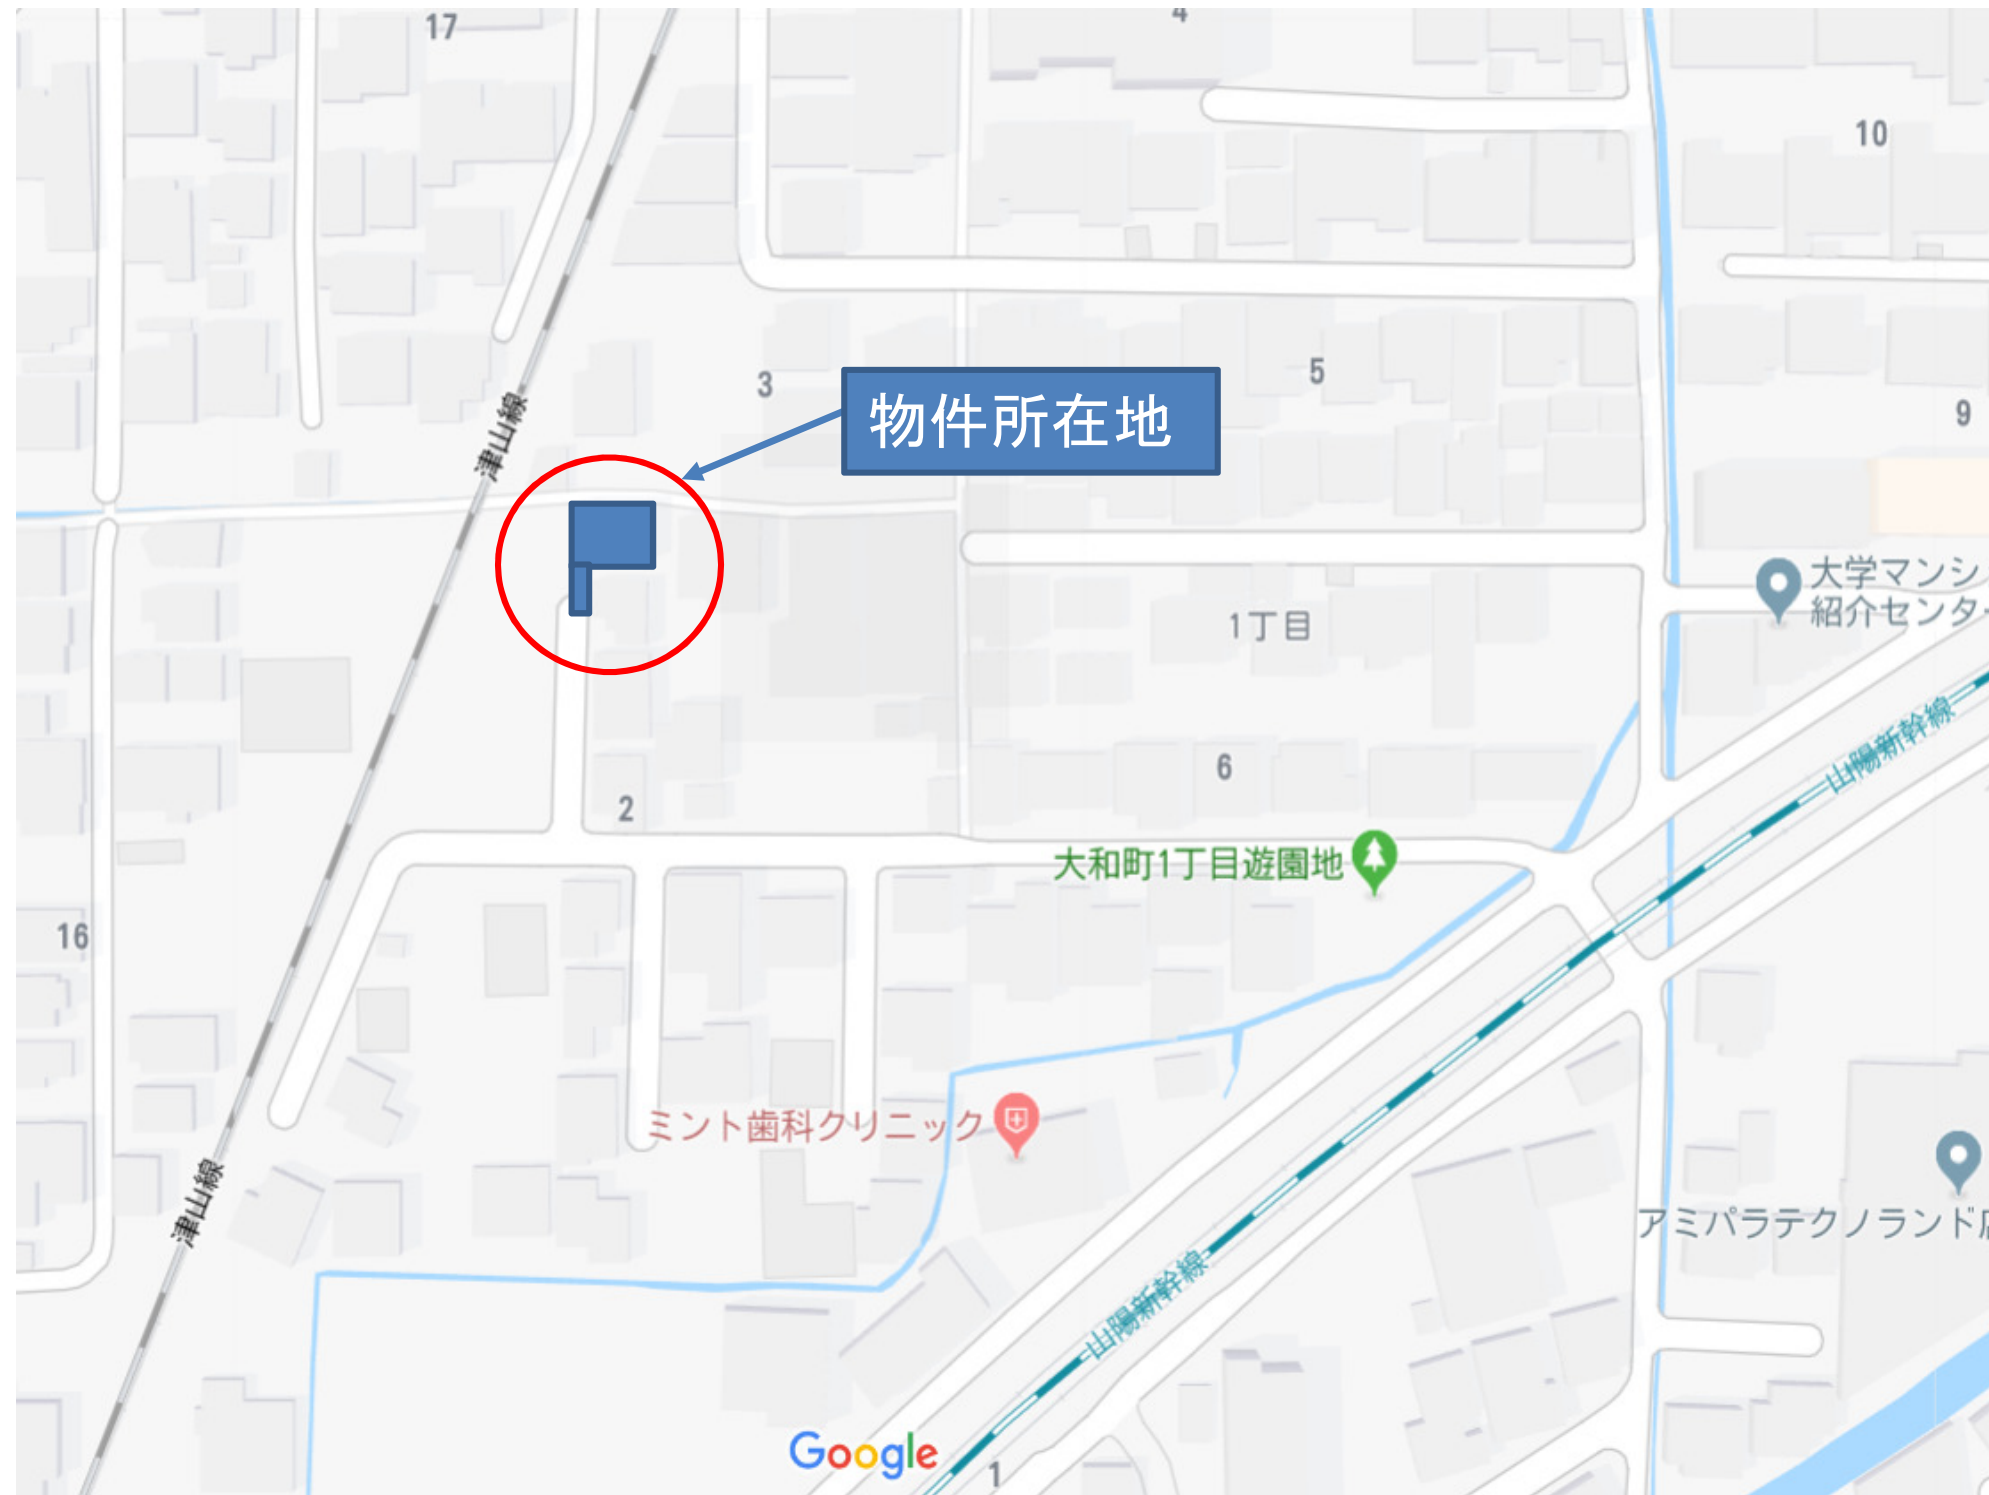 17
4
10
3
5
9
津山線
物件所在地
大学マンシ
紹介センタ
1丁目
山陽新幹線
6
2
大和町1丁目遊園地
16
ミント歯科クリニック
津山線
アミパラテクノランド店
山陽新幹線
Google
1